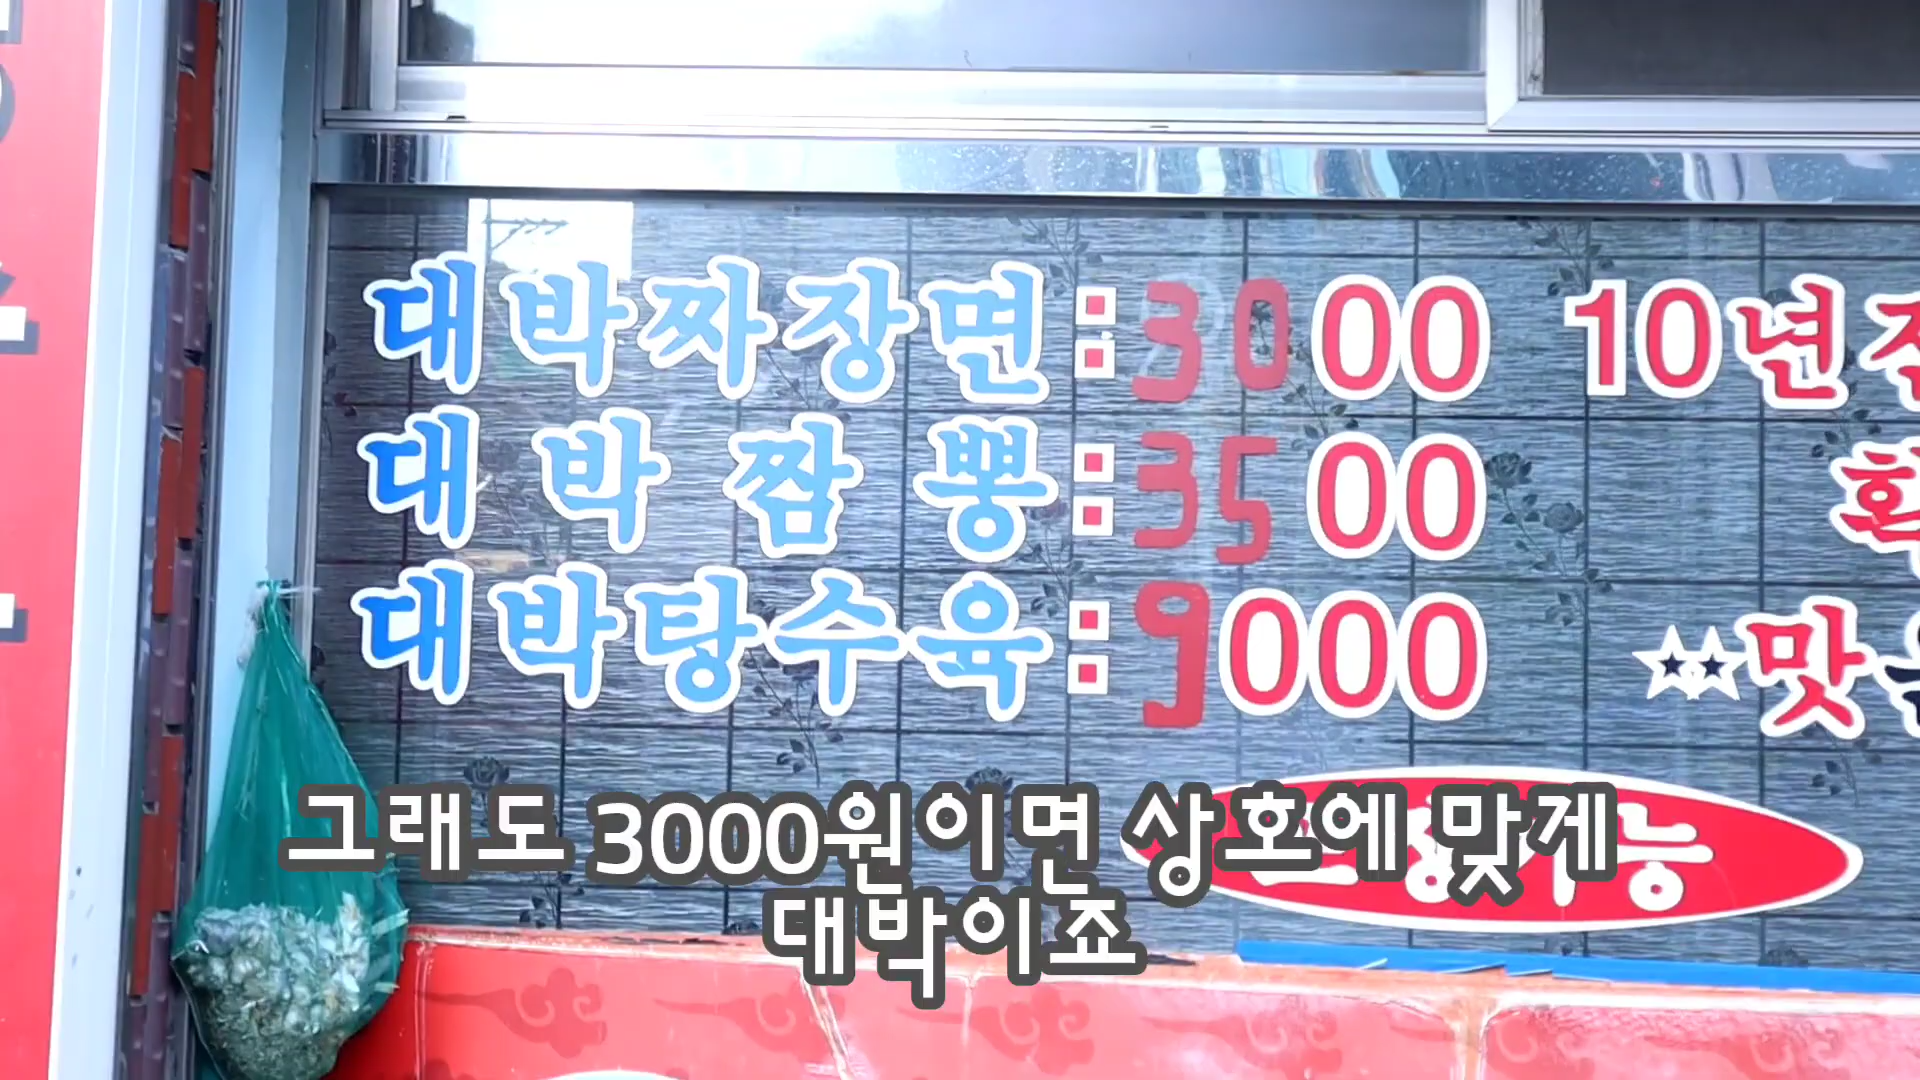 대박짜장면:3000 10년전
대박짬뽕:3500
대박탕수육:9000 ★★맛
그래도 3000원이면 상호에 맞게
대박이죠